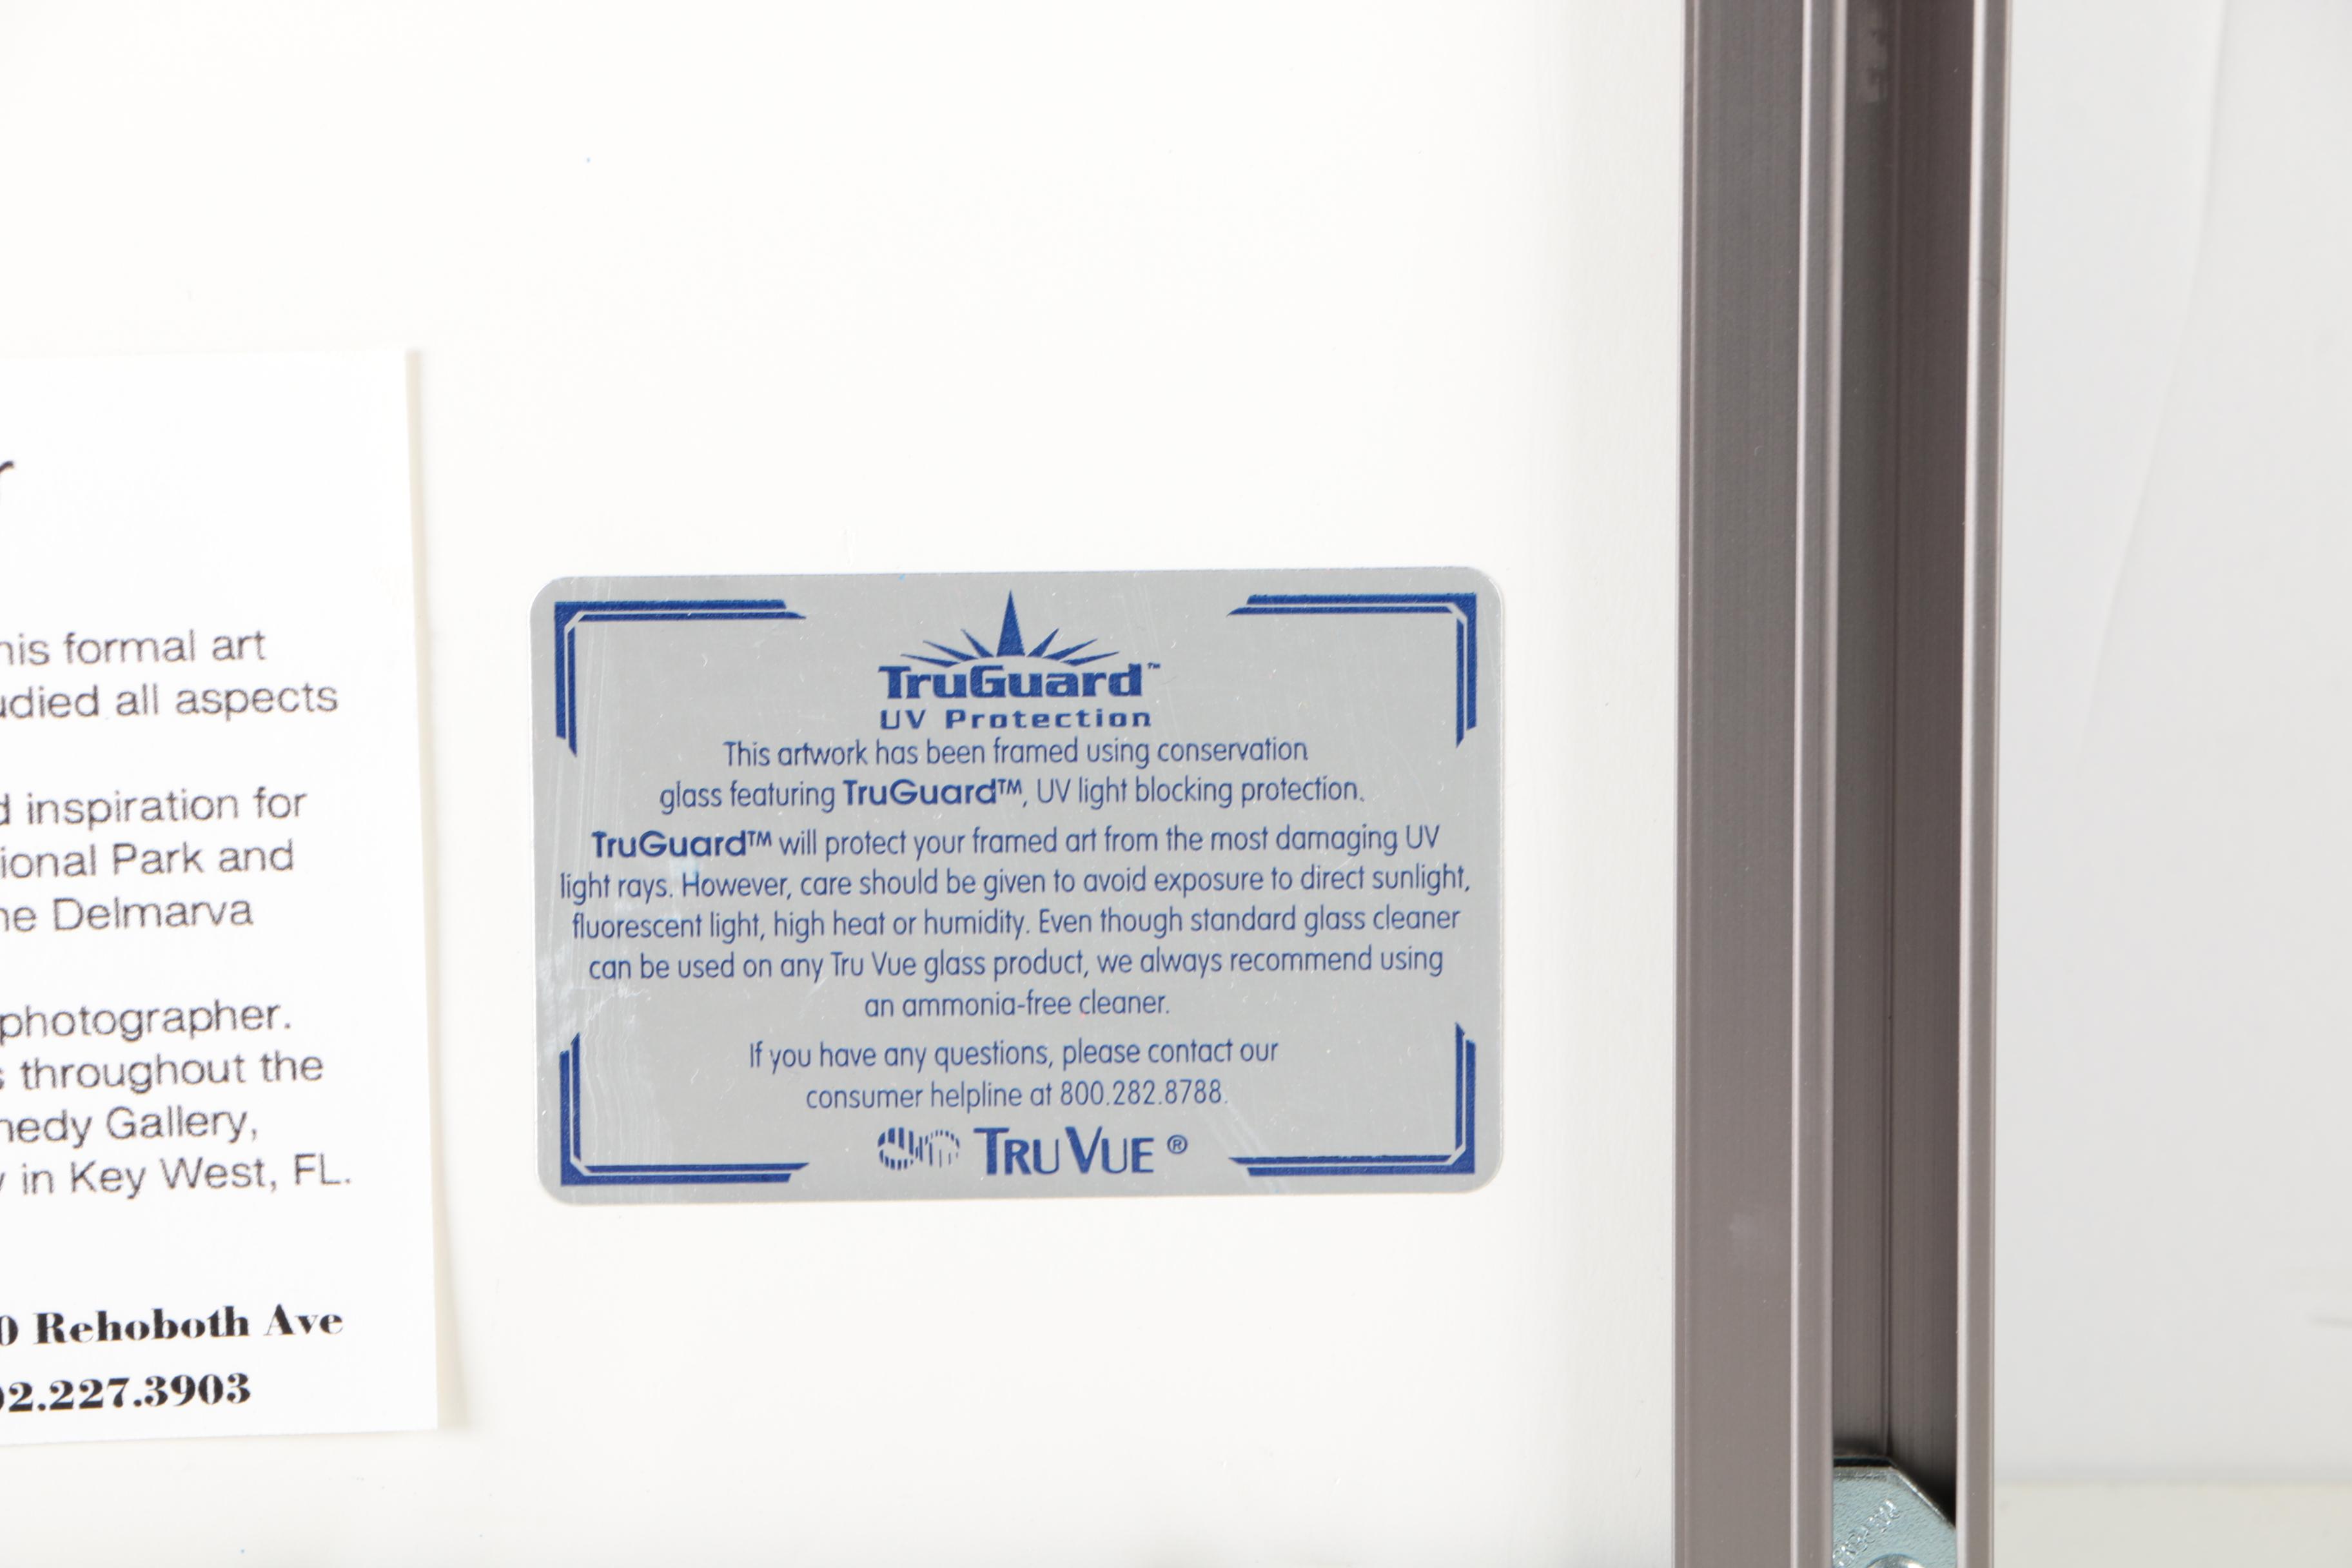 his formal art
all aspects
inspiration for
Park and
Delmarva
photographer.
throughout the
Gallery,
in Key West, FL.
0 Rehoboth Ave
02.227.3903
TruGuard™
UV Protection
This artwork has been framed using conservation
glass featuring TruGuard™, UV light blocking protection.
TruGuard™ will protect your framed art from the most damaging UV
light rays. However, care should be given to avoid exposure to direct sunlight,
fluorescent light, high heat or humidity. Even though standard glass cleaner
can be used on any Tru Vue glass product, we always recommend using
an ammonia-free cleaner.
If you have any questions, please contact our
consumer helpline at 800.282.8788.
TRU VUE ®